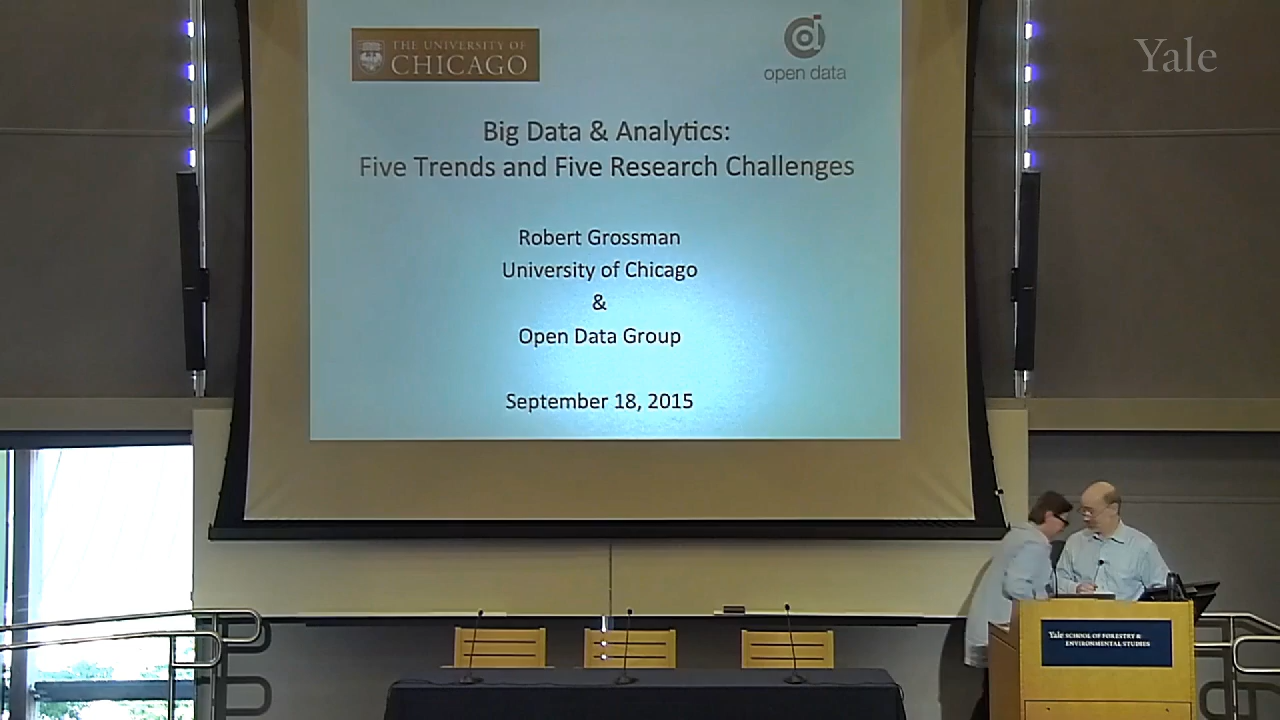 THE UNIVERSITY OF
CHICAGO
open data
Yale
Big Data & Analytics:
Five Trends and Five Research Challenges
Robert Grossman
University of Chicago
&
Open Data Group
September 18, 2015
Yale SCHOOL OF FORESTRY &
ENVIRONMENTAL STUDIES